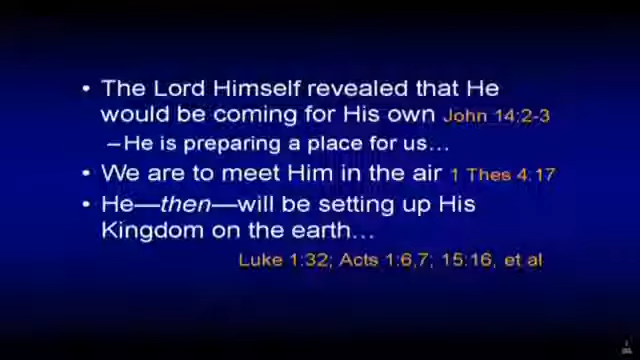 • The Lord Himself revealed that He
would be coming for His own John 14:2-3
–He is preparing a place for us…
• We are to meet Him in the air 1 Thes 4:17
• He—then—will be setting up His
Kingdom on the earth…
Luke 1:32; Acts 1:6,7; 15:16, et al